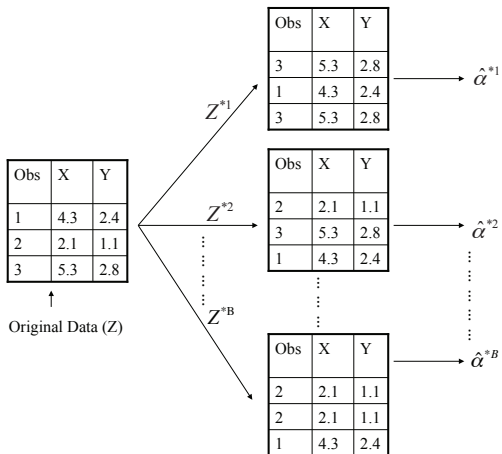 Obs X Y
3 5.3 2.8
1 4.3 2.4
3 5.3 2.8
α̂*1
Z*1
Obs X Y
1 4.3 2.4
2 2.1 1.1
3 5.3 2.8
Original Data (Z)
Z*2
Obs X Y
2 2.1 1.1
3 5.3 2.8
1 4.3 2.4
α̂*2
Z*B
Obs X Y
2 2.1 1.1
2 2.1 1.1
1 4.3 2.4
α̂*B